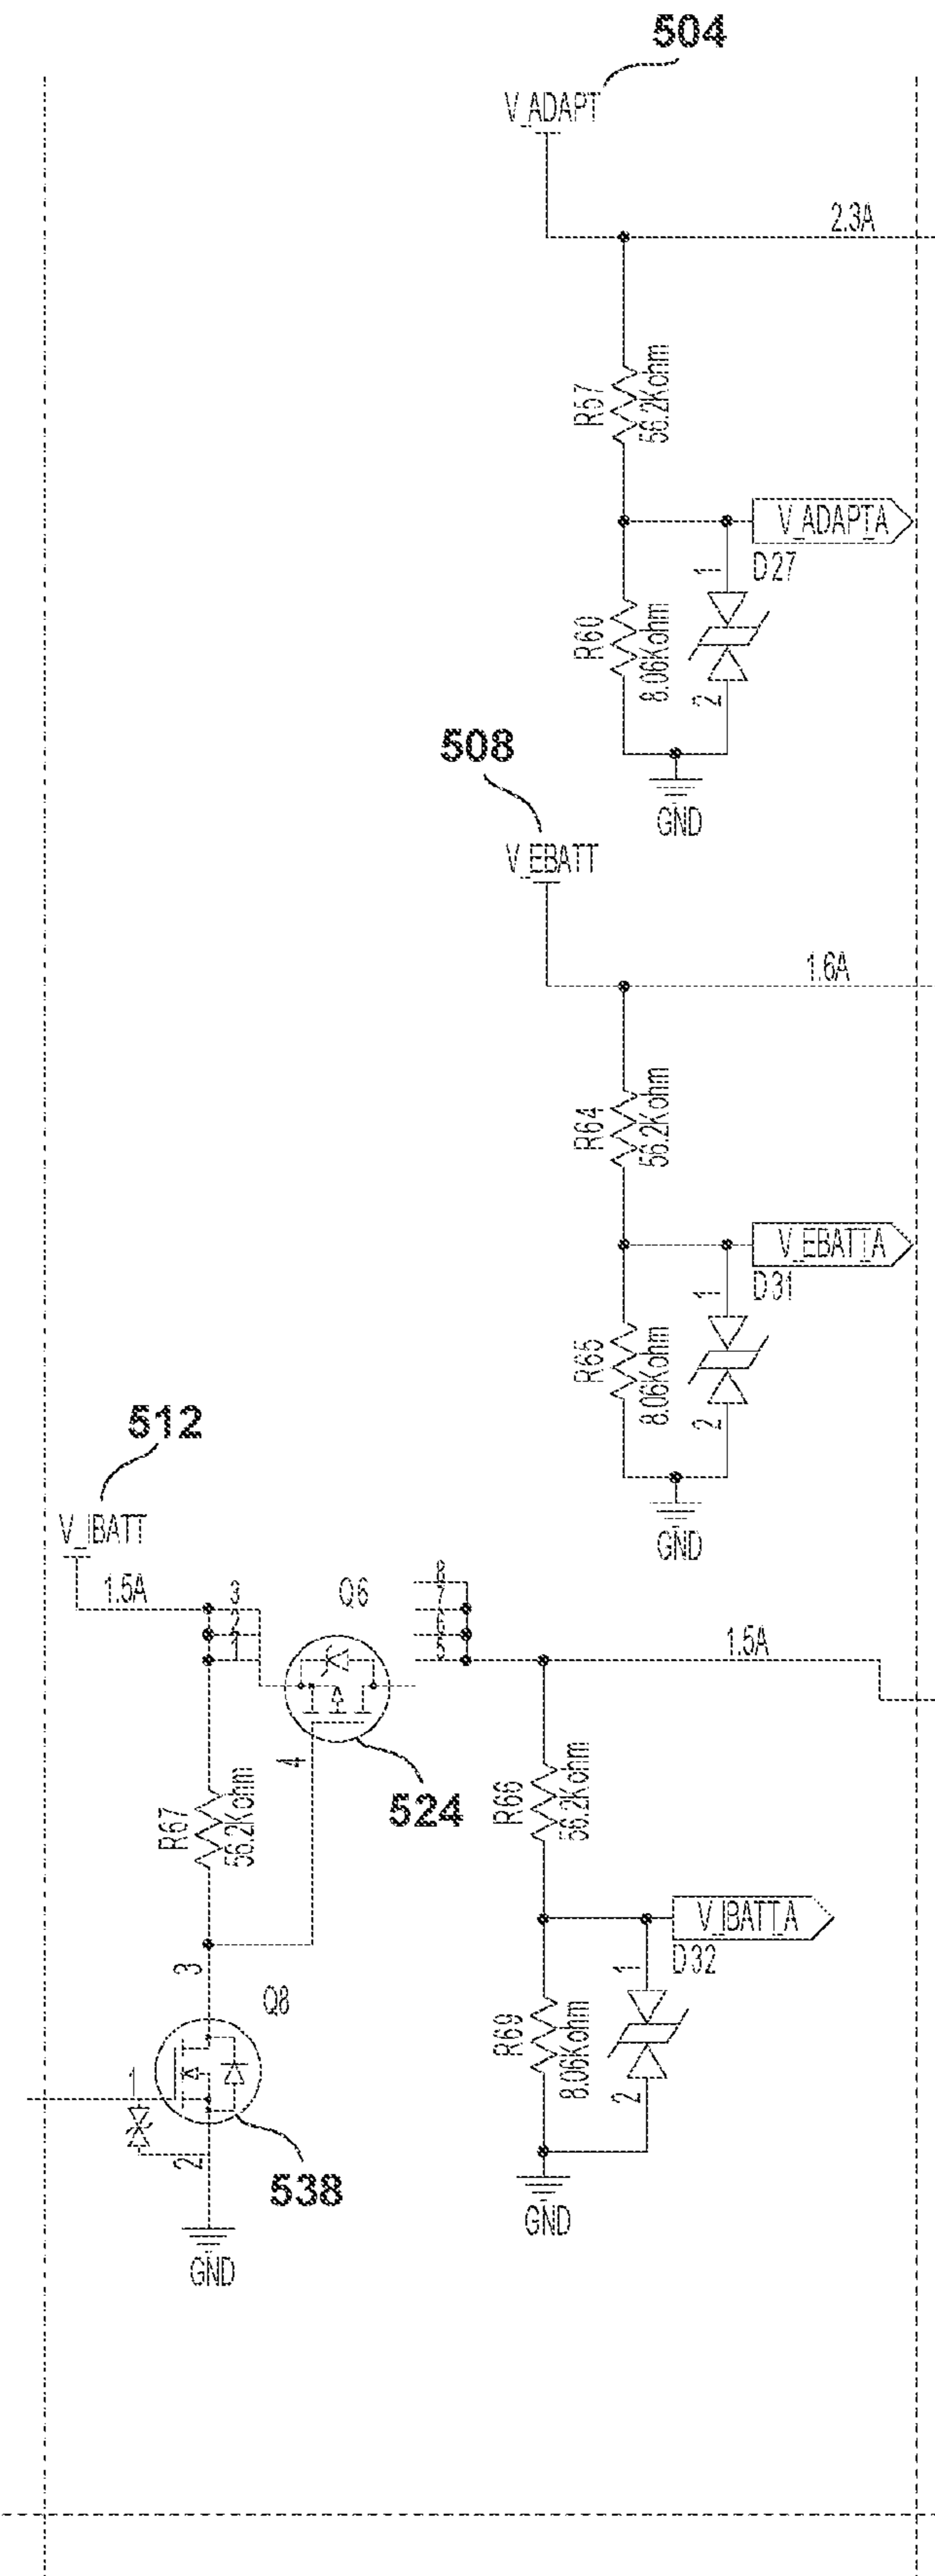 504
V_ADAPT
2.3A
R57
56.2Kohm
V_ADAPT_A
D27
1
R60
8.06Kohm
2
GND
508
V_EBATT
1.6A
R64
56.2Kohm
V_EBATT_A
D31
1
R65
8.06Kohm
2
GND
512
V_IBATT
1.5A
3
2
1
Q6
8
7
6
5
1.5A
4
524
R67
56.2Kohm
R66
56.2Kohm
V_IBATT_A
D32
3
Q8
1
1
R69
8.06Kohm
2
2
538
GND
GND